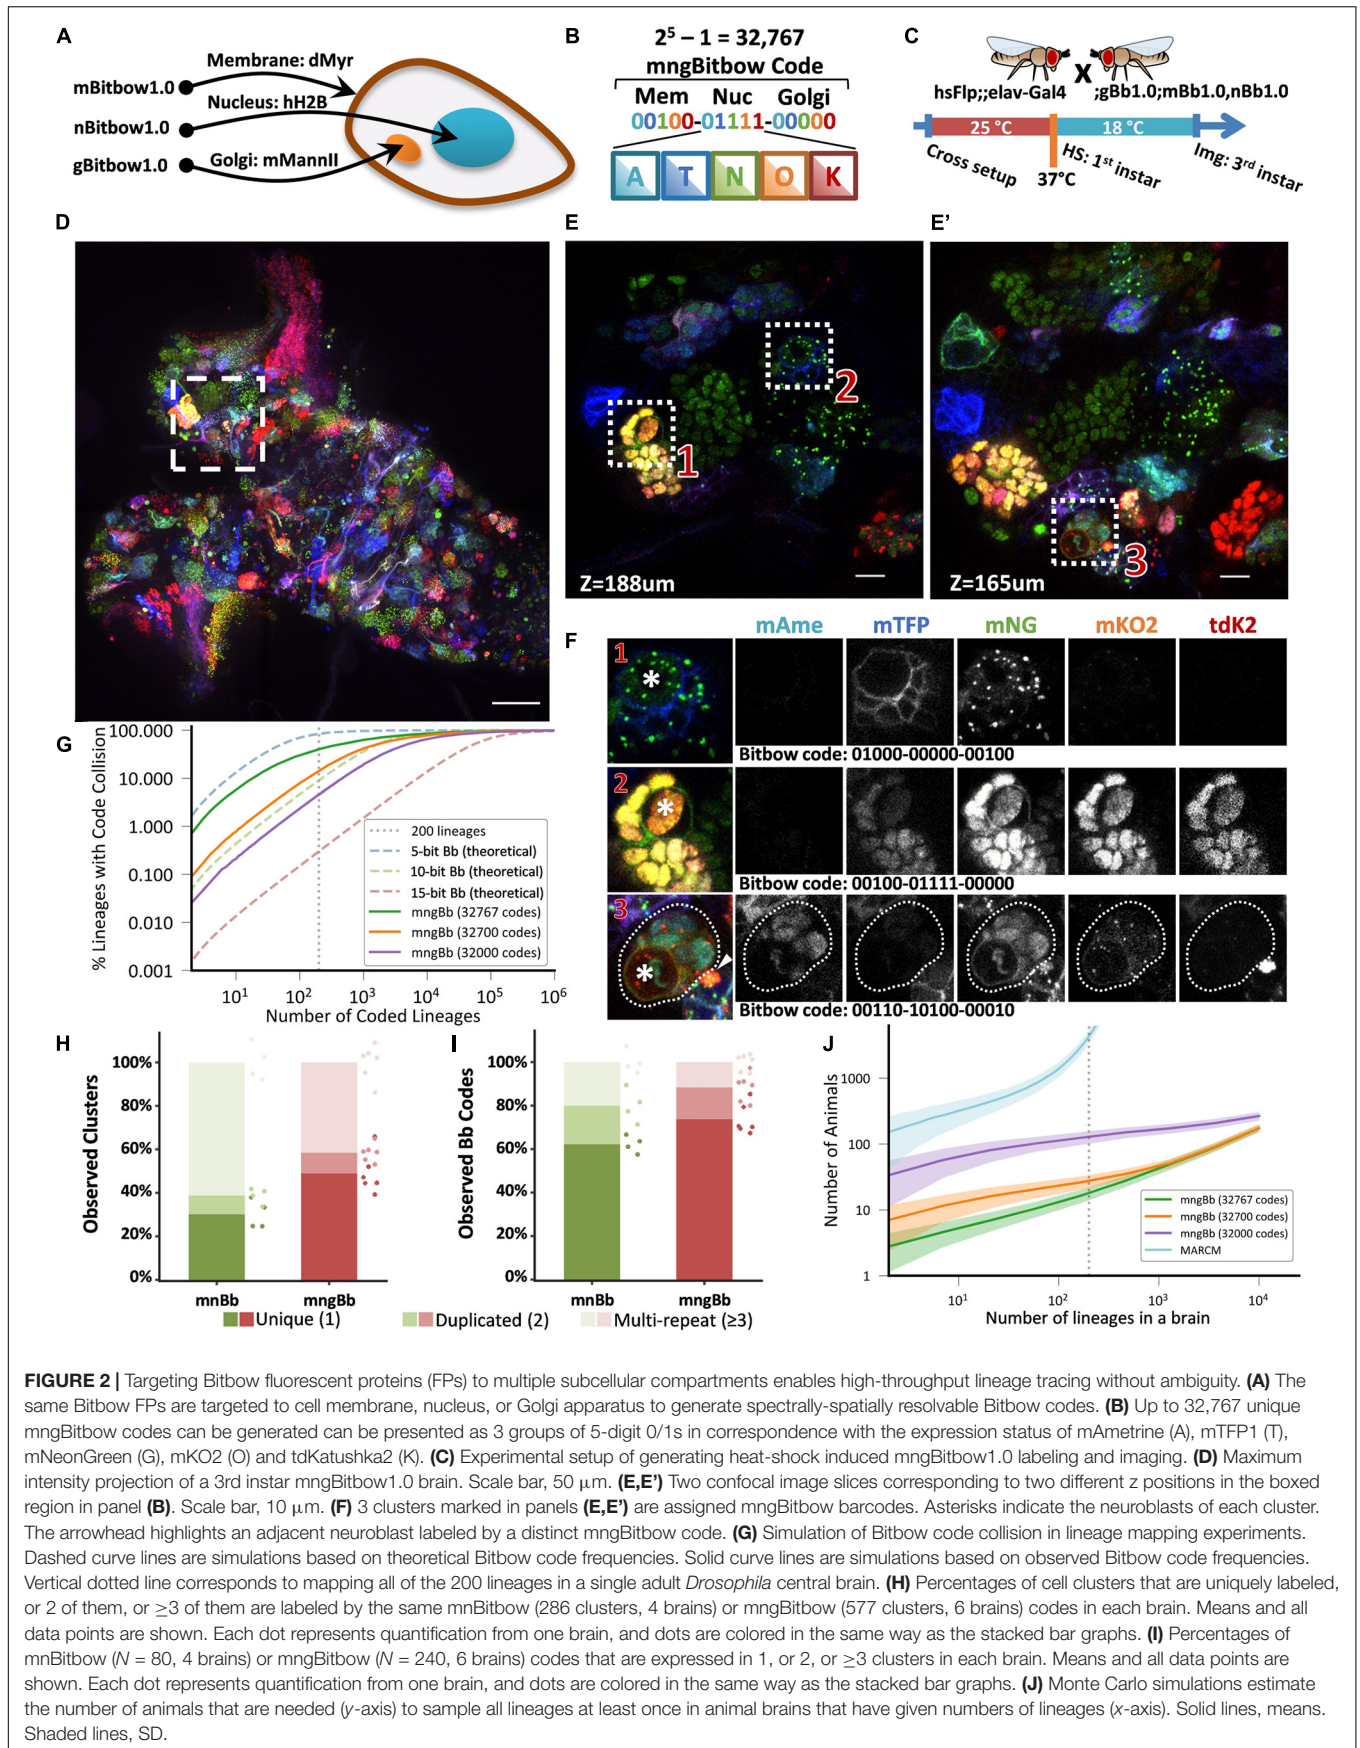 A
Membrane: dMyr
mBitbow1.0
Nucleus: hH2B
nBitbow1.0
gBitbow1.0
Golgi: mMannII
B
2⁵ – 1 = 32,767
mngBitbow Code
Mem Nuc Golgi
00100-01111-00000
A T N O K
C
X
hsFlp;;elav-Gal4 ;gBb1.0;mBb1.0,nBb1.0
25 °C 18 °C
Cross setup
37°C
HS: 1st instar
Img: 3rd instar
D
E
1
2
Z=188um
E’
3
Z=165um
F
mAme mTFP mNG mKO2 tdK2
1
*
Bitbow code: 01000-00000-00100
2
*
Bitbow code: 00100-01111-00000
3
*
Bitbow code: 00110-10100-00010
G
% Lineages with Code Collision
100.000
10.000
1.000
0.100
0.010
0.001
200 lineages
5-bit Bb (theoretical)
10-bit Bb (theoretical)
15-bit Bb (theoretical)
mngBb (32767 codes)
mngBb (32700 codes)
mngBb (32000 codes)
10¹ 10² 10³ 10⁴ 10⁵ 10⁶
Number of Coded Lineages
H
Observed Clusters
100%
80%
60%
40%
20%
0%
mnBb mngBb
I
Observed Bb Codes
100%
80%
60%
40%
20%
0%
mnBb mngBb
Unique (1) Duplicated (2) Multi-repeat (≥3)
J
Number of Animals
1000
100
10
1
mngBb (32767 codes)
mngBb (32700 codes)
mngBb (32000 codes)
MARCM
10¹ 10² 10³ 10⁴
Number of lineages in a brain
FIGURE 2 | Targeting Bitbow fluorescent proteins (FPs) to multiple subcellular compartments enables high-throughput lineage tracing without ambiguity. (A) The
same Bitbow FPs are targeted to cell membrane, nucleus, or Golgi apparatus to generate spectrally-spatially resolvable Bitbow codes. (B) Up to 32,767 unique
mngBitbow codes can be generated can be presented as 3 groups of 5-digit 0/1s in correspondence with the expression status of mAmetrine (A), mTFP1 (T),
mNeonGreen (G), mKO2 (O) and tdKatushka2 (K). (C) Experimental setup of generating heat-shock induced mngBitbow1.0 labeling and imaging. (D) Maximum
intensity projection of a 3rd instar mngBitbow1.0 brain. Scale bar, 50 μm. (E,E’) Two confocal image slices corresponding to two different z positions in the boxed
region in panel (B). Scale bar, 10 μm. (F) 3 clusters marked in panels (E,E’) are assigned mngBitbow barcodes. Asterisks indicate the neuroblasts of each cluster.
The arrowhead highlights an adjacent neuroblast labeled by a distinct mngBitbow code. (G) Simulation of Bitbow code collision in lineage mapping experiments.
Dashed curve lines are simulations based on theoretical Bitbow code frequencies. Solid curve lines are simulations based on observed Bitbow code frequencies.
Vertical dotted line corresponds to mapping all of the 200 lineages in a single adult Drosophila central brain. (H) Percentages of cell clusters that are uniquely labeled,
or 2 of them, or ≥3 of them are labeled by the same mnBitbow (286 clusters, 4 brains) or mngBitbow (577 clusters, 6 brains) codes in each brain. Means and all
data points are shown. Each dot represents quantification from one brain, and dots are colored in the same way as the stacked bar graphs. (I) Percentages of
mnBitbow (N = 80, 4 brains) or mngBitbow (N = 240, 6 brains) codes that are expressed in 1, or 2, or ≥3 clusters in each brain. Means and all data points are
shown. Each dot represents quantification from one brain, and dots are colored in the same way as the stacked bar graphs. (J) Monte Carlo simulations estimate
the number of animals that are needed (y-axis) to sample all lineages at least once in animal brains that have given numbers of lineages (x-axis). Solid lines, means.
Shaded lines, SD.